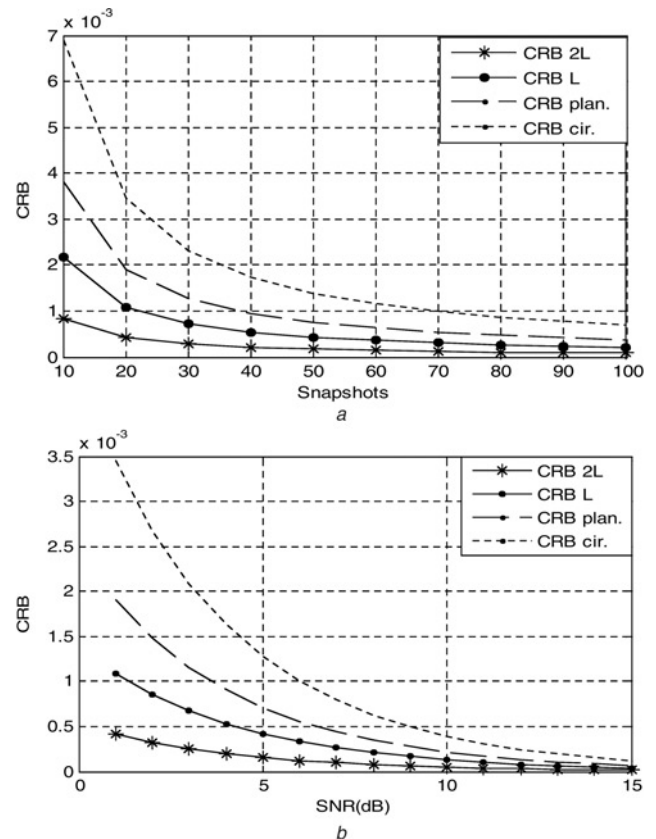 x 10-3
7
6
5
4
3
2
1
0
CRB
CRB 2L
CRB L
CRB plan.
CRB cir.
10 20 30 40 50 60 70 80 90 100
Snapshots
a
x 10-3
3.5
3
2.5
2
1.5
1
0.5
0
CRB
CRB 2L
CRB L
CRB plan.
CRB cir.
0 5 10 15
SNR(dB)
b